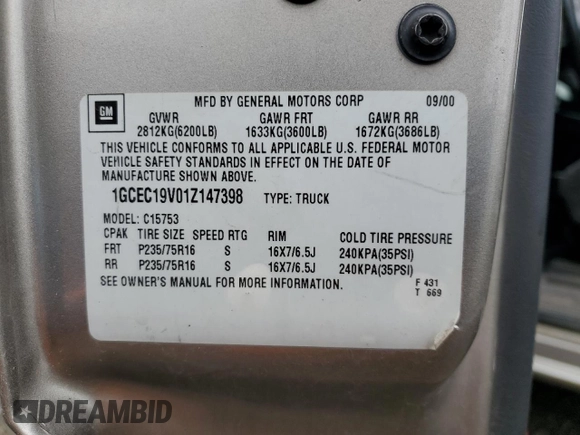 GM
MFD BY GENERAL MOTORS CORP 09/00
GVWR GAWR FRT GAWR RR
2812KG(6200LB) 1633KG(3600LB) 1672KG(3686LB)
THIS VEHICLE CONFORMS TO ALL APPLICABLE U.S. FEDERAL MOTOR
VEHICLE SAFETY STANDARDS IN EFFECT ON THE DATE OF
MANUFACTURE SHOWN ABOVE.
1GCEC19V01Z147398 TYPE: TRUCK
MODEL: C15753
CPAK TIRE SIZE SPEED RTG RIM COLD TIRE PRESSURE
FRT P235/75R16 S 16X7/6.5J 240KPA(35PSI)
RR P235/75R16 S 16X7/6.5J 240KPA(35PSI)
SEE OWNER'S MANUAL FOR MORE INFORMATION.
F 431
T 669
DREAMBID